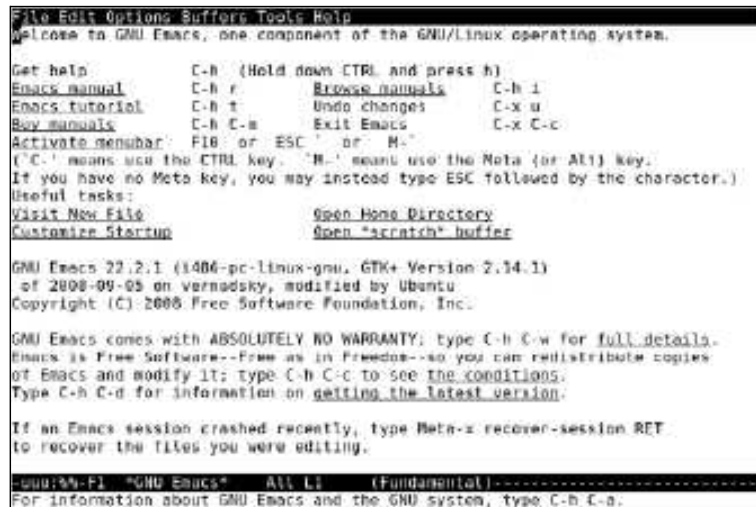 File Edit Options Buffers Tools Help
Welcome to GNU Emacs, one component of the GNU/Linux operating system.
Get help C-h (Hold down CTRL and press h)
Emacs manual C-h r Browse manuals C-h i
Emacs tutorial C-h t Undo changes C-x u
Buy manuals C-h C-m Exit Emacs C-x C-c
Activate menubar F10 or ESC ` or M-`
(`C-' means use the CTRL key. `M-' means use the Meta (or Alt) key.
If you have no Meta key, you may instead type ESC followed by the character.)
Useful tasks:
Visit New File Open Home Directory
Customize Startup Open *scratch* buffer
GNU Emacs 22.2.1 (i486-pc-linux-gnu, GTK+ Version 2.14.1)
of 2008-09-05 on vernadsky, modified by Ubuntu
Copyright (C) 2008 Free Software Foundation, Inc.
GNU Emacs comes with ABSOLUTELY NO WARRANTY; type C-h C-w for full details.
Emacs is Free Software--Free as in Freedom--so you can redistribute copies
of Emacs and modify it; type C-h C-c to see the conditions.
Type C-h C-d for information on getting the latest version.
If an Emacs session crashed recently, type Meta-x recover-session RET
to recover the files you were editing.
-uuu:%%-F1 *GNU Emacs* All L1 (Fundamental)----------------------------
For information about GNU Emacs and the GNU system, type C-h C-a.